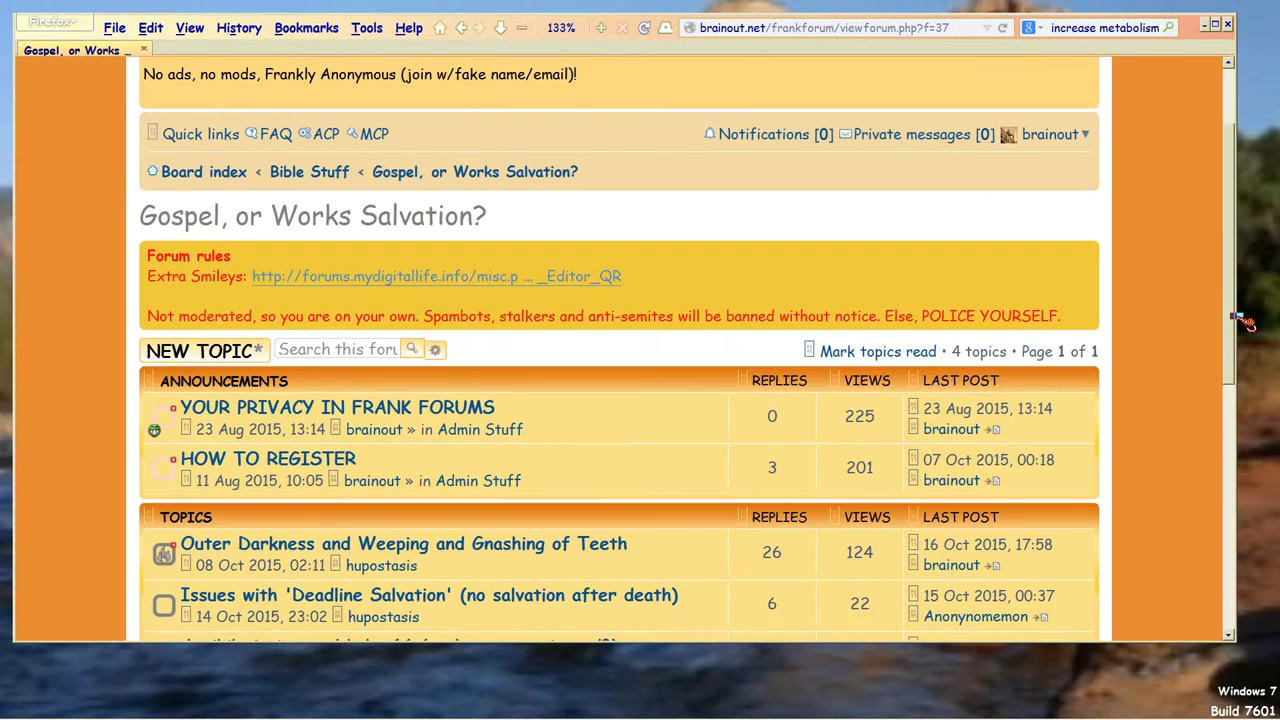 Firefox
File Edit View History Bookmarks Tools Help 133% brainout.net/frankforum/viewforum.php?f=37 increase metabolism
Gospel, or Works ...
No ads, no mods, Frankly Anonymous (join w/fake name/email)!
Quick links FAQ ACP MCP Notifications [0] Private messages [0] brainout
Board index ‹ Bible Stuff ‹ Gospel, or Works Salvation?
Gospel, or Works Salvation?
Forum rules
Extra Smileys: http://forums.mydigitallife.info/misc.p ... _Editor_QR
Not moderated, so you are on your own. Spambots, stalkers and anti-semites will be banned without notice. Else, POLICE YOURSELF.
NEW TOPIC* Search this foru Mark topics read • 4 topics • Page 1 of 1
ANNOUNCEMENTS REPLIES VIEWS LAST POST
YOUR PRIVACY IN FRANK FORUMS 0 225 23 Aug 2015, 13:14
23 Aug 2015, 13:14 brainout » in Admin Stuff brainout
HOW TO REGISTER 3 201 07 Oct 2015, 00:18
11 Aug 2015, 10:05 brainout » in Admin Stuff brainout
TOPICS REPLIES VIEWS LAST POST
Outer Darkness and Weeping and Gnashing of Teeth 26 124 16 Oct 2015, 17:58
08 Oct 2015, 02:11 hupostasis brainout
Issues with 'Deadline Salvation' (no salvation after death) 6 22 15 Oct 2015, 00:37
14 Oct 2015, 23:02 hupostasis Anonynomemon
Windows 7
Build 7601